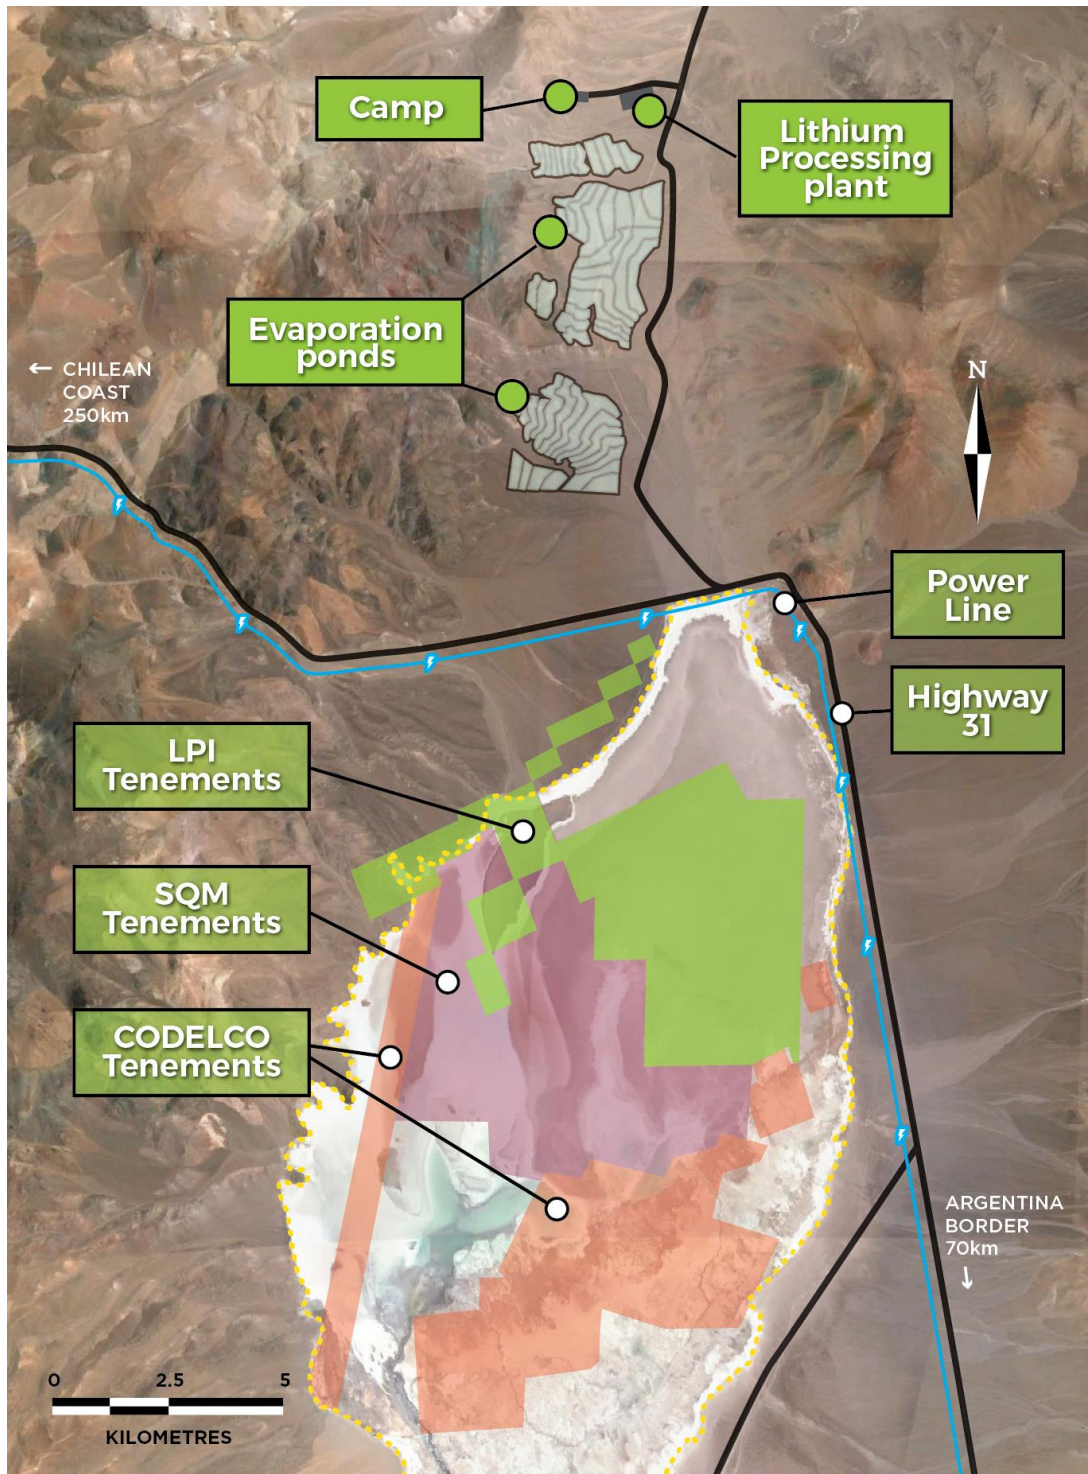 Camp
Lithium
Processing
plant
Evaporation
ponds
← CHILEAN
COAST
250km
N
Power
Line
Highway
31
LPI
Tenements
SQM
Tenements
CODELCO
Tenements
ARGENTINA
BORDER
70km
↓
0 2.5 5
KILOMETRES